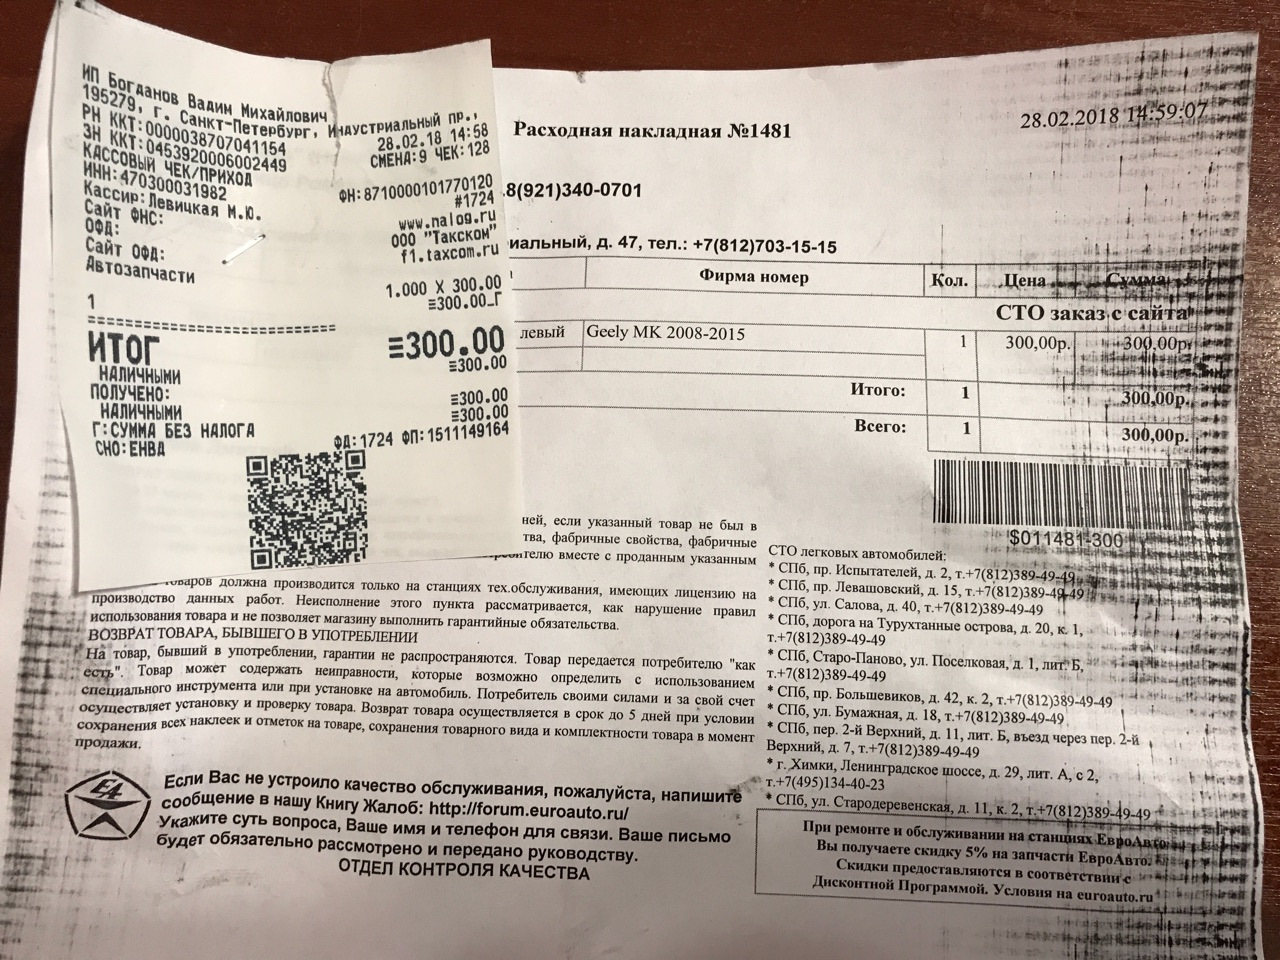 ИП Богданов Вадим Михайлович
195279, г. Санкт-Петербург, Индустриальный пр.,
РН ККТ:0000038707041154 28.02.18 14:58
ЗН ККТ:0453920006002449 СМЕНА:9 ЧЕК:128
КАССОВЫЙ ЧЕК/ПРИХОД
ИНН:470300031982 ФН:8710000101770120
Кассир:Левицкая М.Ю. #1724
Сайт ФНС: www.nalog.ru
ОФД: ООО "Такском"
Сайт ОФД: f1.taxcom.ru
Автозапчасти
1.000 X 300.00
1 ≡300.00_Г
ИТОГ ≡300.00
НАЛИЧНЫМИ ≡300.00
ПОЛУЧЕНО:
НАЛИЧНЫМИ ≡300.00
Г:СУММА БЕЗ НАЛОГА ≡300.00
СНО:ЕНВД ФД:1724 ФП:1511149164
Расходная накладная №1481
28.02.2018 14:59:07
.8(921)340-0701
иальный, д. 47, тел.: +7(812)703-15-15
Фирма номер Кол. Цена Сумма
СТО заказ с сайта
левый Geely MK 2008-2015 1 300,00р. 300,00р.
Итого: 1 300,00р.
Всего: 1 300,00р.
$011481-300
ней, если указанный товар не был в
тва, фабричные свойства, фабричные
ребителю вместе с проданным указанным
товаров должна производится только на станциях тех.обслуживания, имеющих лицензию на
производство данных работ. Неисполнение этого пункта рассматривается, как нарушение правил
использования товара и не позволяет магазину выполнить гарантийные обязательства.
ВОЗВРАТ ТОВАРА, БЫВШЕГО В УПОТРЕБЛЕНИИ
На товар, бывший в употреблении, гарантии не распространяются. Товар передается потребителю "как
есть". Товар может содержать неиправности, которые возможно определить с использованием
специального инструмента или при установке на автомобиль. Потребитель своими силами и за свой счет
осуществляет установку и проверку товара. Возврат товара осуществляется в срок до 5 дней при условии
сохранения всех наклеек и отметок на товаре, сохранения товарного вида и комплектности товара в момент
продажи.
СТО легковых автомобилей:
* СПб, пр. Испытателей, д. 2, т.+7(812)389-49-49
* СПб, пр. Левашовский, д. 15, т.+7(812)389-49-49
* СПб, ул. Салова, д. 40, т.+7(812)389-49-49
* СПб, дорога на Турухтанные острова, д. 20, к. 1,
т.+7(812)389-49-49
* СПб, Старо-Паново, ул. Поселковая, д. 1, лит. Б,
т.+7(812)389-49-49
* СПб, пр. Большевиков, д. 42, к. 2, т.+7(812)389-49-49
* СПб, ул. Бумажная, д. 18, т.+7(812)389-49-49
* СПб, пер. 2-й Верхний, д. 11, лит. Б, въезд через пер. 2-й
Верхний, д. 7, т.+7(812)389-49-49
* г. Химки, Ленинградское шоссе, д. 29, лит. А, с 2,
т.+7(495)134-40-23
* СПб, ул. Стародеревенская, д. 11, к. 2, т.+7(812)389-49-49
ЕА
Если Вас не устроило качество обслуживания, пожалуйста, напишите
сообщение в нашу Книгу Жалоб: http://forum.euroauto.ru/
Укажите суть вопроса, Ваше имя и телефон для связи. Ваше письмо
будет обязательно рассмотрено и передано руководству.
ОТДЕЛ КОНТРОЛЯ КАЧЕСТВА
При ремонте и обслуживании на станциях ЕвроАвто
Вы получаете скидку 5% на запчасти ЕвроАвто.
Скидки предоставляются в соответствии с
Дисконтной Программой. Условия на euroauto.ru